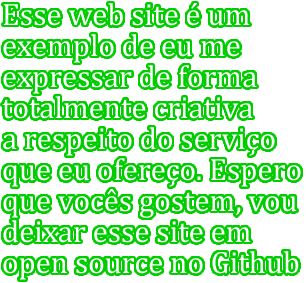 Esse web site é um
exemplo de eu me
expressar de forma
totalmente criativa
a respeito do serviço
que eu ofereço. Espero
que vocês gostem, vou
deixar esse site em
open source no Github